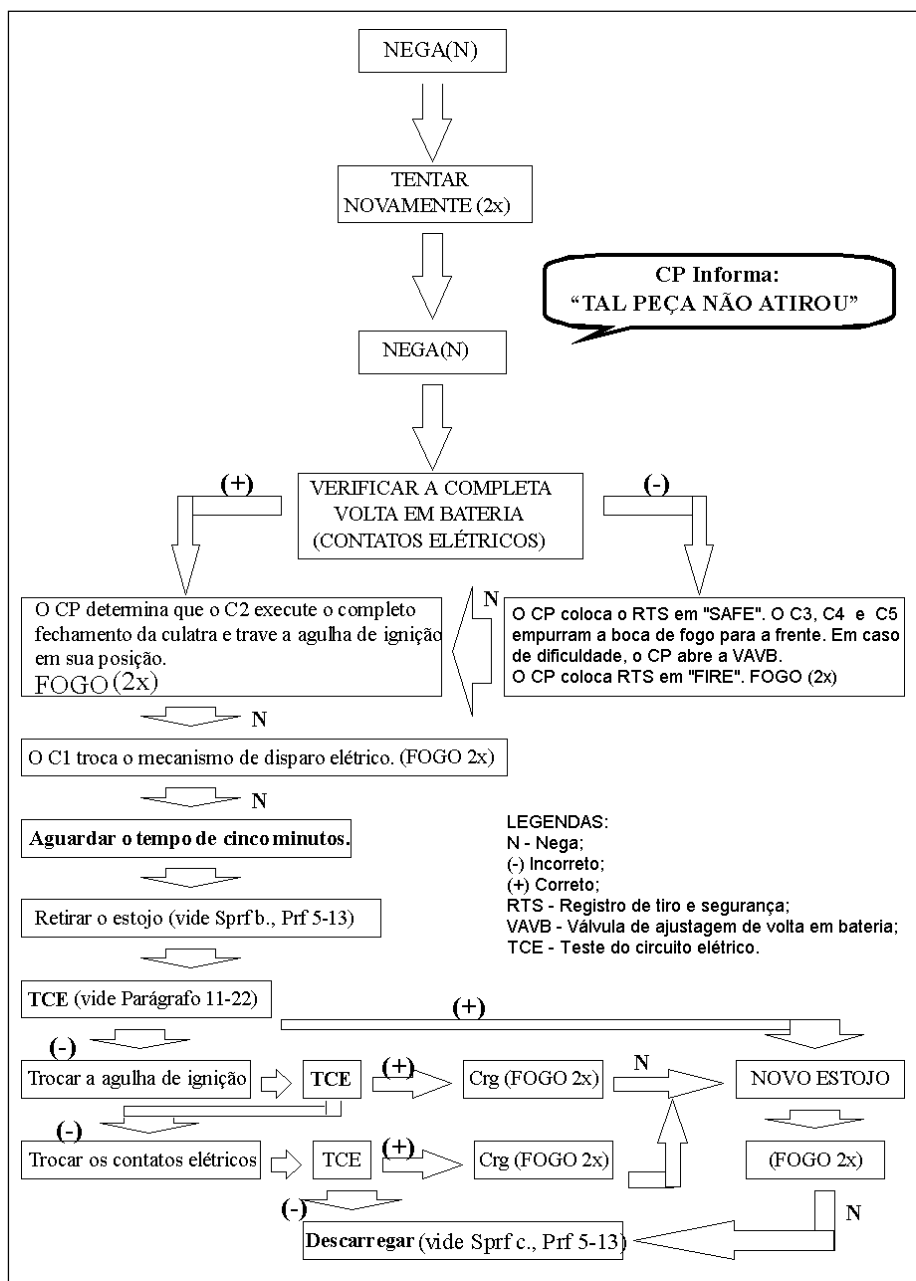 NEGA(N)
TENTAR
NOVAMENTE (2x)
CP Informa:
“TAL PEÇA NÃO ATIROU”
NEGA(N)
(+)
VERIFICAR A COMPLETA
VOLTA EM BATERIA
(CONTATOS ELÉTRICOS)
(-)
O CP determina que o C2 execute o completo
fechamento da culatra e trave a agulha de ignição
em sua posição.
FOGO (2x)
N
O CP coloca o RTS em "SAFE". O C3, C4 e C5
empurram a boca de fogo para a frente. Em caso
de dificuldade, o CP abre a VAVB.
O CP coloca RTS em "FIRE". FOGO (2x)
N
O C1 troca o mecanismo de disparo elétrico. (FOGO 2x)
N
Aguardar o tempo de cinco minutos.
Retirar o estojo (vide Sprf b., Prf 5-13)
LEGENDAS:
N - Nega;
(-) Incorreto;
(+) Correto;
RTS - Registro de tiro e segurança;
VAVB - Válvula de ajustagem de volta em bateria;
TCE - Teste do circuito elétrico.
TCE (vide Parágrafo 11-22)
(+)
(-)
Trocar a agulha de ignição
TCE
(+)
Crg (FOGO 2x)
N
NOVO ESTOJO
(-)
Trocar os contatos elétricos
TCE
(+)
Crg (FOGO 2x)
(FOGO 2x)
(-)
N
Descarregar (vide Sprf c., Prf 5-13)